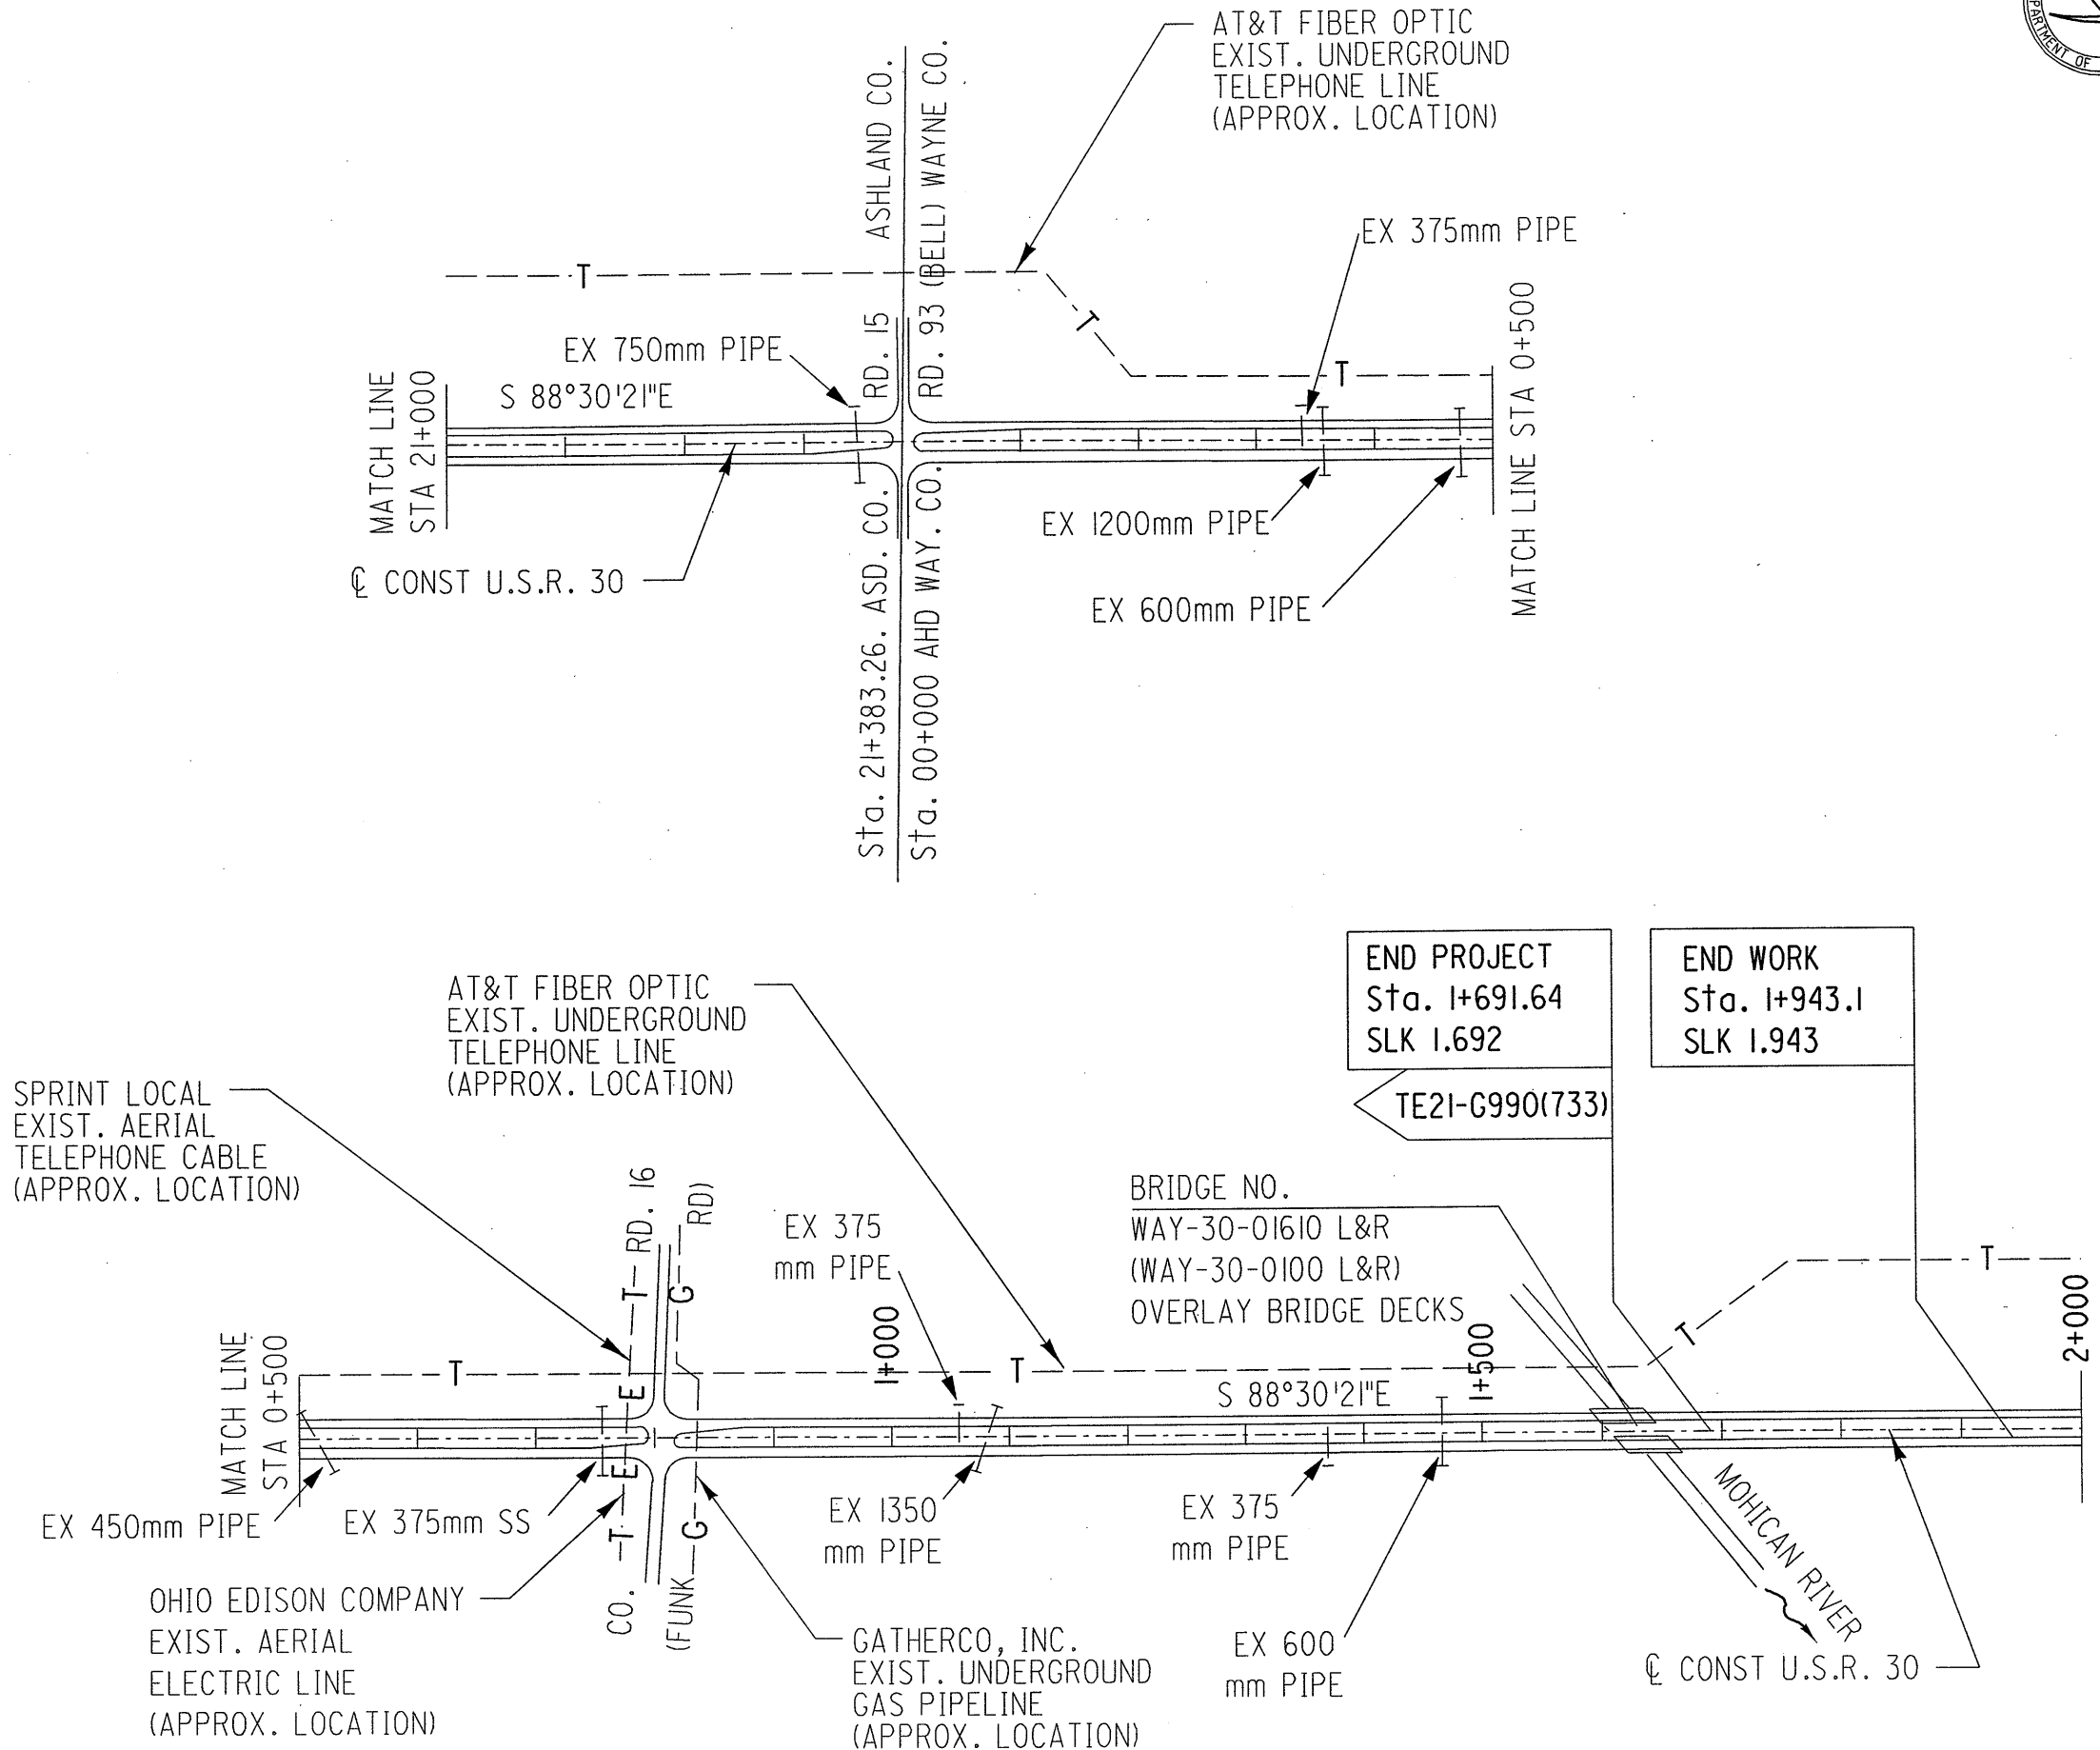 PARTMENT OF
AT&T FIBER OPTIC
EXIST. UNDERGROUND
TELEPHONE LINE
(APPROX. LOCATION)
ASHLAND CO.
(BELL) WAYNE CO.
RD. 15
RD. 93
T
T
T
EX 375mm PIPE
EX 750mm PIPE
S 88°30'21"E
MATCH LINE
STA 21+000
MATCH LINE STA 0+500
EX 1200mm PIPE
EX 600mm PIPE
℄ CONST U.S.R. 30
Sta. 21+383.26. ASD. CO.
Sta. 00+000 AHD WAY. CO.
END PROJECT
Sta. 1+691.64
SLK 1.692
TE21-G990(733)
END WORK
Sta. 1+943.1
SLK 1.943
AT&T FIBER OPTIC
EXIST. UNDERGROUND
TELEPHONE LINE
(APPROX. LOCATION)
SPRINT LOCAL
EXIST. AERIAL
TELEPHONE CABLE
(APPROX. LOCATION)
CO. T E E T RD. 16
(FUNK G G RD)
EX 375
mm PIPE
1+000
BRIDGE NO.
WAY-30-01610 L&R
(WAY-30-0100 L&R)
OVERLAY BRIDGE DECKS
1+500
T
T
T
T
2+000
S 88°30'21"E
MATCH LINE
STA 0+500
EX 450mm PIPE
EX 375mm SS
EX 1350
mm PIPE
EX 375
mm PIPE
EX 600
mm PIPE
MOHICAN RIVER
℄ CONST U.S.R. 30
OHIO EDISON COMPANY
EXIST. AERIAL
ELECTRIC LINE
(APPROX. LOCATION)
GATHERCO, INC.
EXIST. UNDERGROUND
GAS PIPELINE
(APPROX. LOCATION)